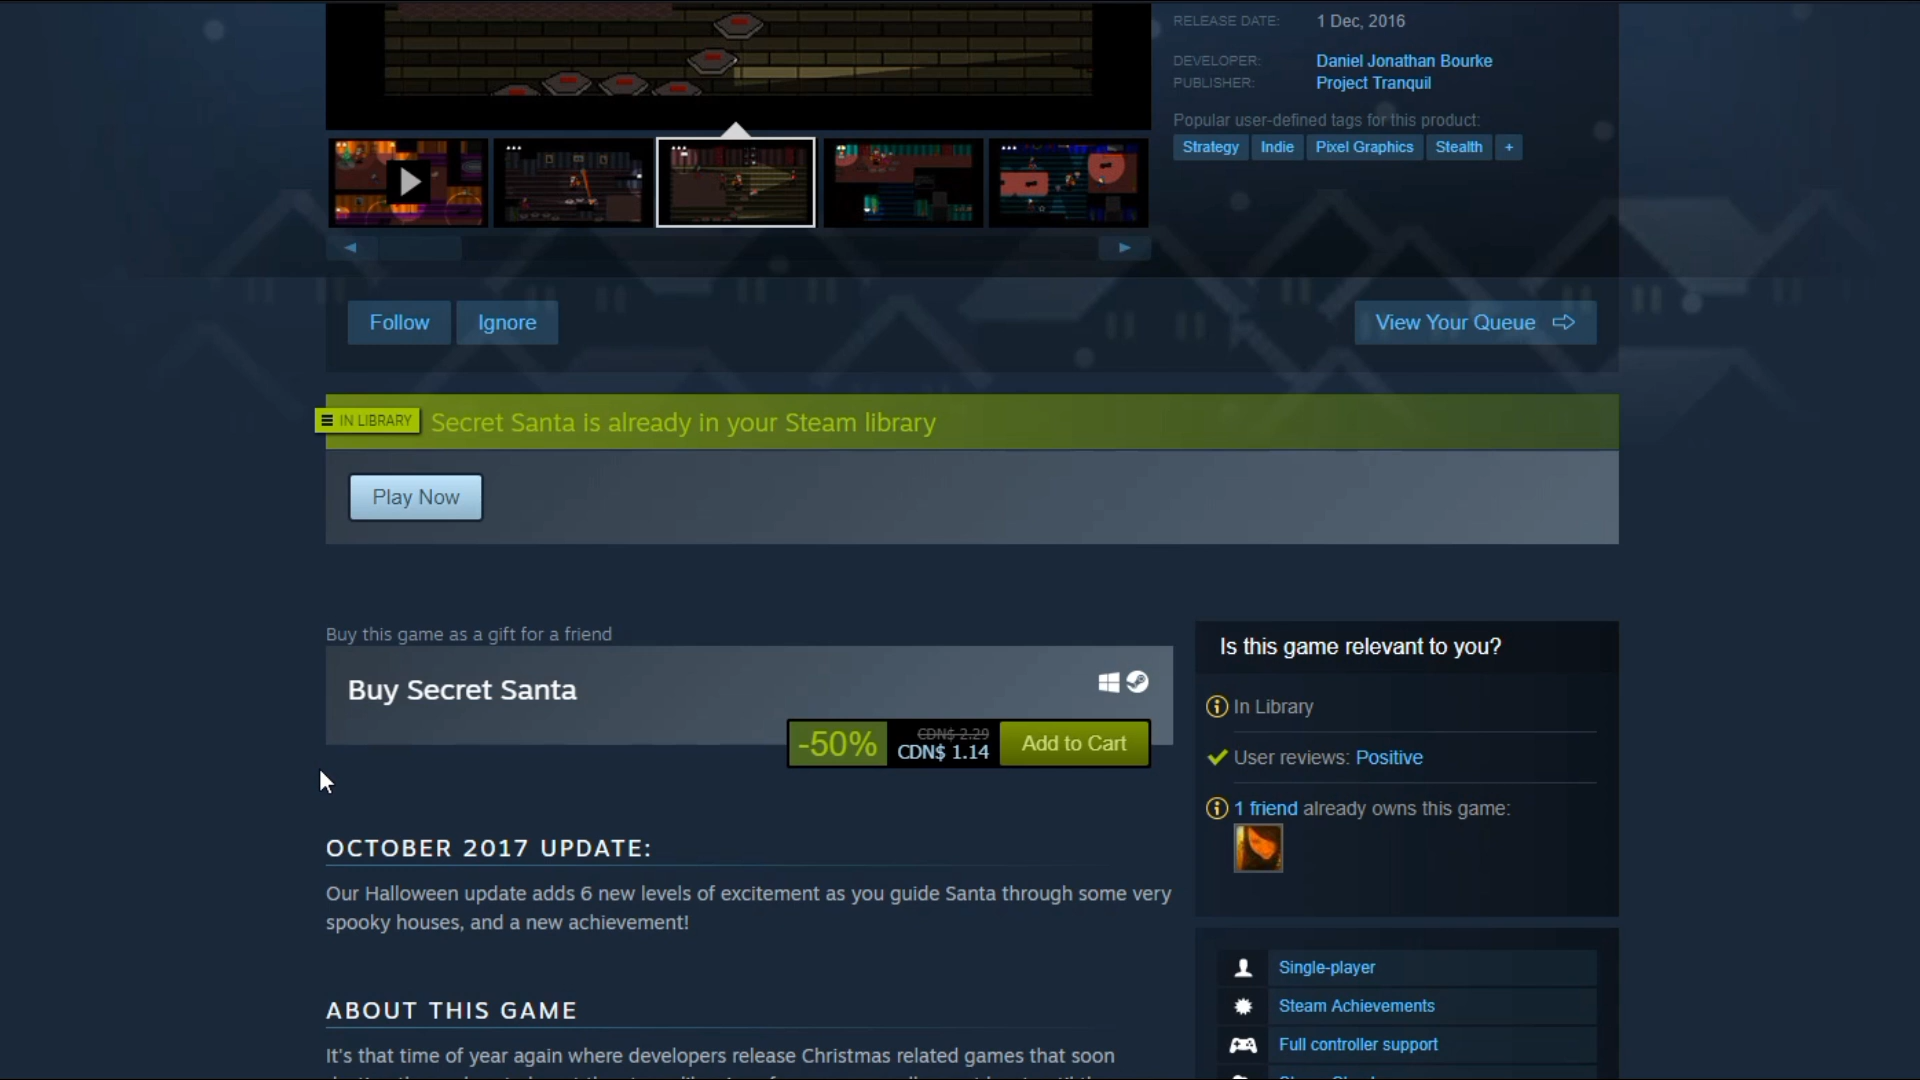 RELEASE DATE: 1 Dec, 2016
DEVELOPER: Daniel Jonathan Bourke
PUBLISHER: Project Tranquil
Popular user-defined tags for this product:
Strategy Indie Pixel Graphics Stealth +
Follow Ignore View Your Queue
IN LIBRARY Secret Santa is already in your Steam library
Play Now
Buy this game as a gift for a friend
Buy Secret Santa
-50% CDN$ 2.29 CDN$ 1.14 Add to Cart
OCTOBER 2017 UPDATE:
Our Halloween update adds 6 new levels of excitement as you guide Santa through some very
spooky houses, and a new achievement!
ABOUT THIS GAME
It's that time of year again where developers release Christmas related games that soon
Is this game relevant to you?
In Library
User reviews: Positive
1 friend already owns this game:
Single-player
Steam Achievements
Full controller support